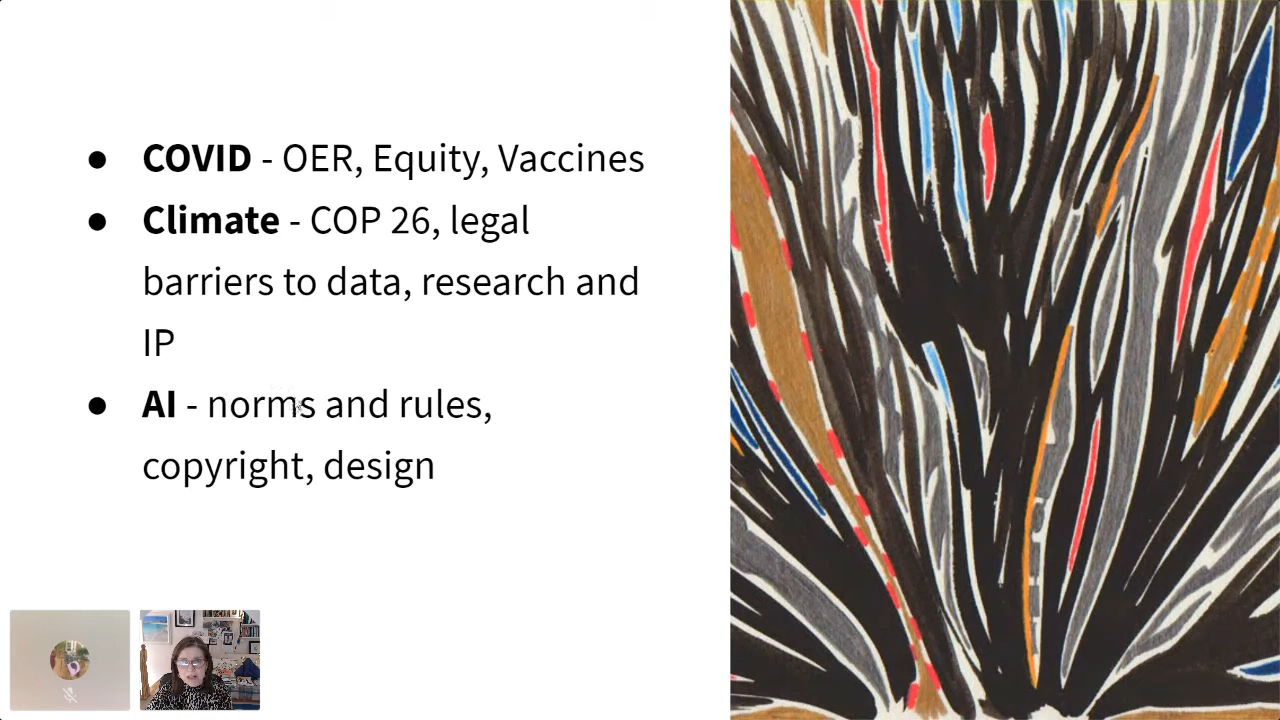 ● COVID - OER, Equity, Vaccines
● Climate - COP 26, legal
barriers to data, research and
IP
● AI - norms and rules,
copyright, design